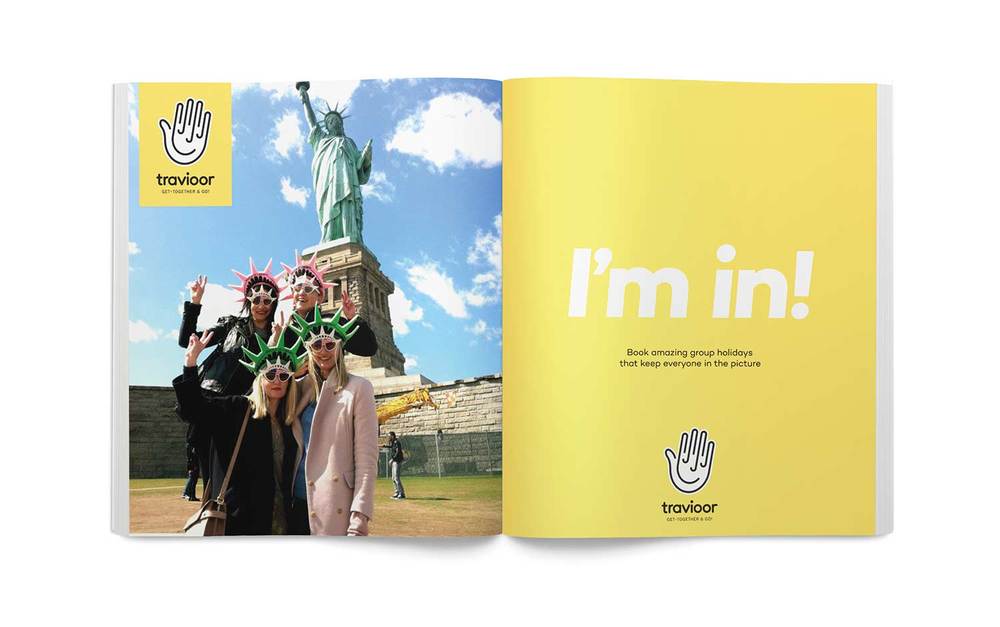 travioor
GET-TOGETHER & GO!
I'm in!
Book amazing group holidays
that keep everyone in the picture
travioor
GET-TOGETHER & GO!